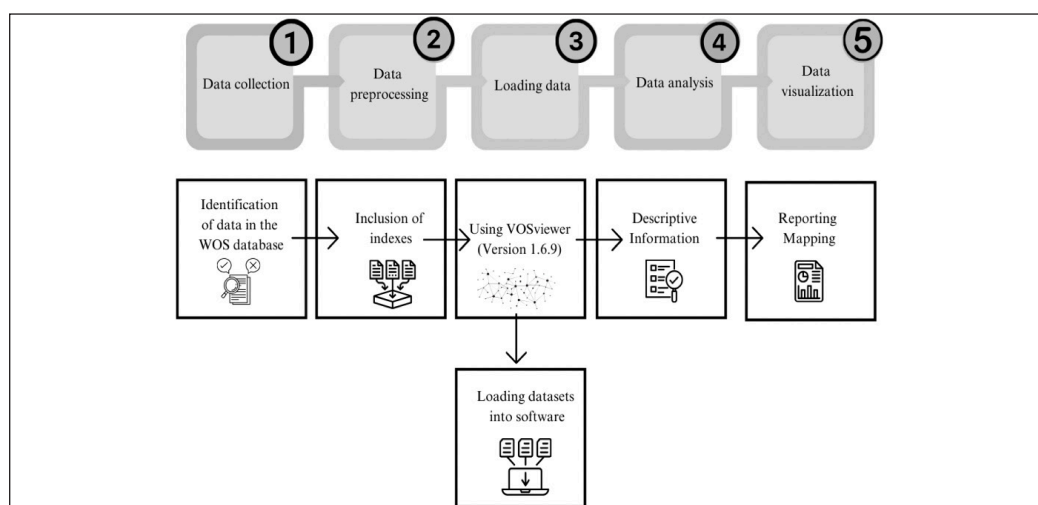 1
2
3
4
5
Data collection
Data
preprocessing
Loading data
Data analysis
Data
visualization
Identification
of data in the
WOS database
Inclusion of
indexes
Using VOSviewer
(Version 1.6.9)
Descriptive
Information
Reporting
Mapping
Loading datasets
into software